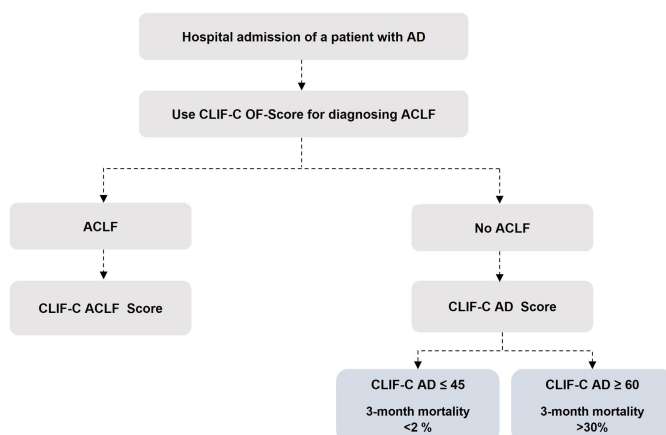 Hospital admission of a patient with AD
Use CLIF-C OF-Score for diagnosing ACLF
ACLF
No ACLF
CLIF-C ACLF Score
CLIF-C AD Score
CLIF-C AD ≤ 45
3-month mortality
<2 %
CLIF-C AD ≥ 60
3-month mortality
>30%